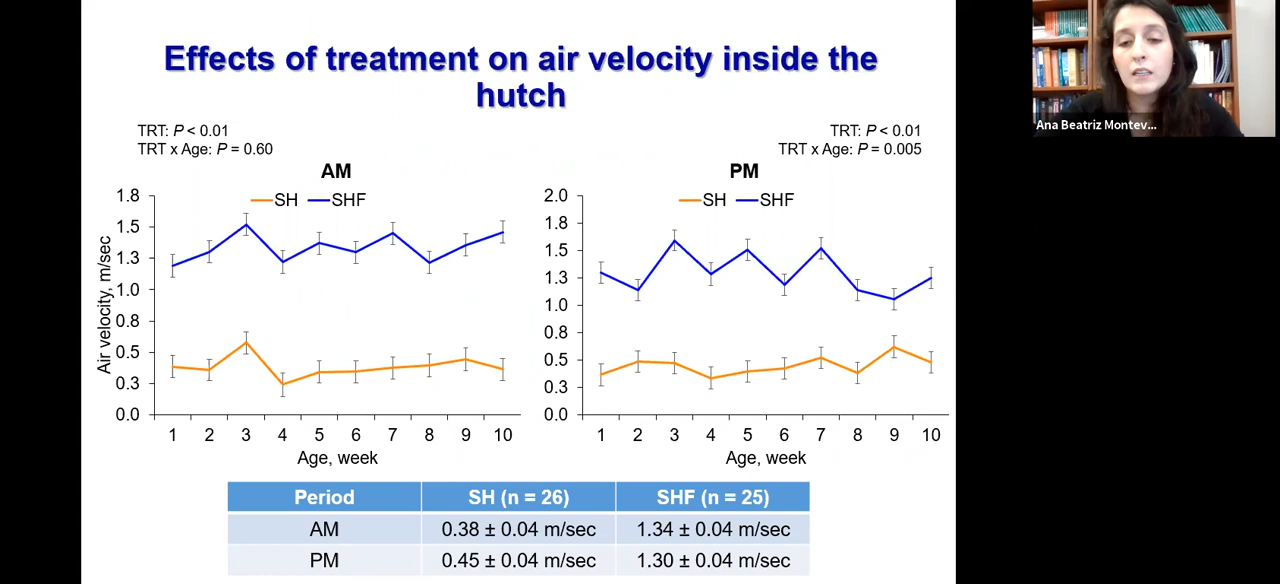 Effects of treatment on air velocity inside the
hutch
TRT: P < 0.01
TRT x Age: P = 0.60
AM
SH SHF
1.8
1.5
1.3
1.0
0.8
0.5
0.3
0.0
Air velocity, m/sec
1 2 3 4 5 6 7 8 9 10
Age, week
TRT: P < 0.01
TRT x Age: P = 0.005
PM
SH SHF
2.0
1.8
1.5
1.3
1.0
0.8
0.5
0.3
0.0
1 2 3 4 5 6 7 8 9 10
Age, week
Period SH (n = 26) SHF (n = 25)
AM 0.38 ± 0.04 m/sec 1.34 ± 0.04 m/sec
PM 0.45 ± 0.04 m/sec 1.30 ± 0.04 m/sec
Ana Beatriz Montev...